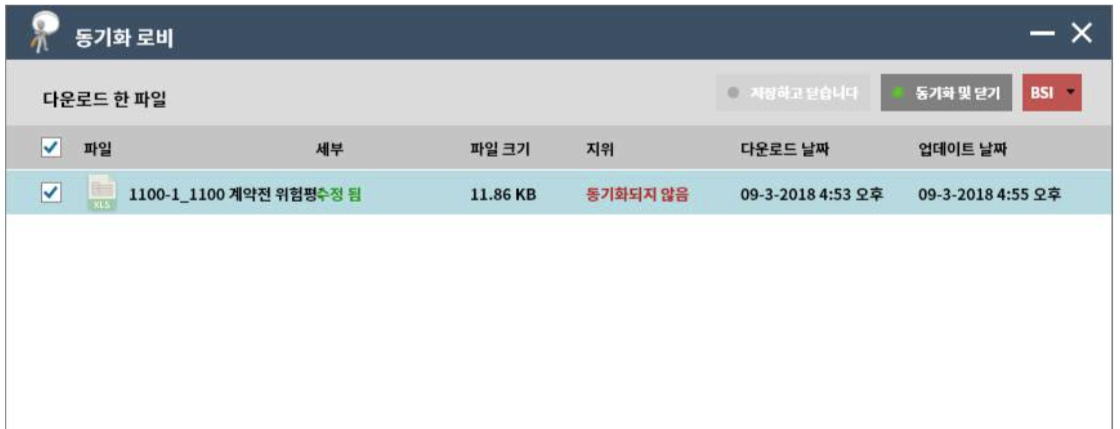 동기화 로비
다운로드 한 파일
저장하고 닫습니다 동기화 및 닫기 BSI
파일 세부 파일 크기 지위 다운로드 날짜 업데이트 날짜
XLS 1100-1_1100 계약전 위험평수정 됨 11.86 KB 동기화되지 않음 09-3-2018 4:53 오후 09-3-2018 4:55 오후